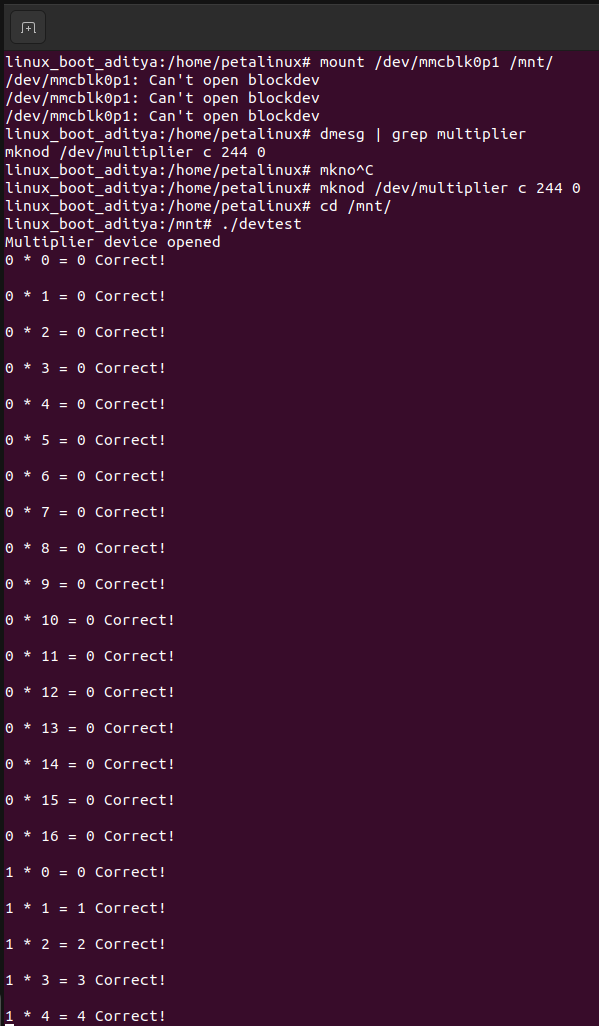 linux_boot_aditya:/home/petalinux# mount /dev/mmcblk0p1 /mnt/
/dev/mmcblk0p1: Can't open blockdev
/dev/mmcblk0p1: Can't open blockdev
/dev/mmcblk0p1: Can't open blockdev
linux_boot_aditya:/home/petalinux# dmesg | grep multiplier
mknod /dev/multiplier c 244 0
linux_boot_aditya:/home/petalinux# mkno^C
linux_boot_aditya:/home/petalinux# mknod /dev/multiplier c 244 0
linux_boot_aditya:/home/petalinux# cd /mnt/
linux_boot_aditya:/mnt# ./devtest
Multiplier device opened
0 * 0 = 0 Correct!
0 * 1 = 0 Correct!
0 * 2 = 0 Correct!
0 * 3 = 0 Correct!
0 * 4 = 0 Correct!
0 * 5 = 0 Correct!
0 * 6 = 0 Correct!
0 * 7 = 0 Correct!
0 * 8 = 0 Correct!
0 * 9 = 0 Correct!
0 * 10 = 0 Correct!
0 * 11 = 0 Correct!
0 * 12 = 0 Correct!
0 * 13 = 0 Correct!
0 * 14 = 0 Correct!
0 * 15 = 0 Correct!
0 * 16 = 0 Correct!
1 * 0 = 0 Correct!
1 * 1 = 1 Correct!
1 * 2 = 2 Correct!
1 * 3 = 3 Correct!
1 * 4 = 4 Correct!